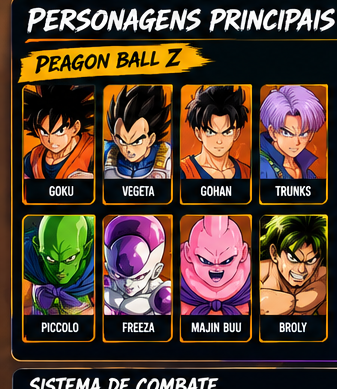 PERSONAGENS PRINCIPAIS
PEAGON BALL Z
GOKU
VEGETA
GOHAN
TRUNKS
PICCOLO
FREEZA
MAJIN BUU
BROLY
SISTEMA DE COMBATE